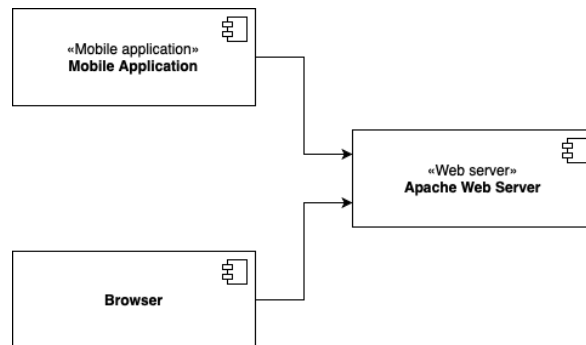 «Mobile application»
Mobile Application
«Web server»
Apache Web Server
Browser